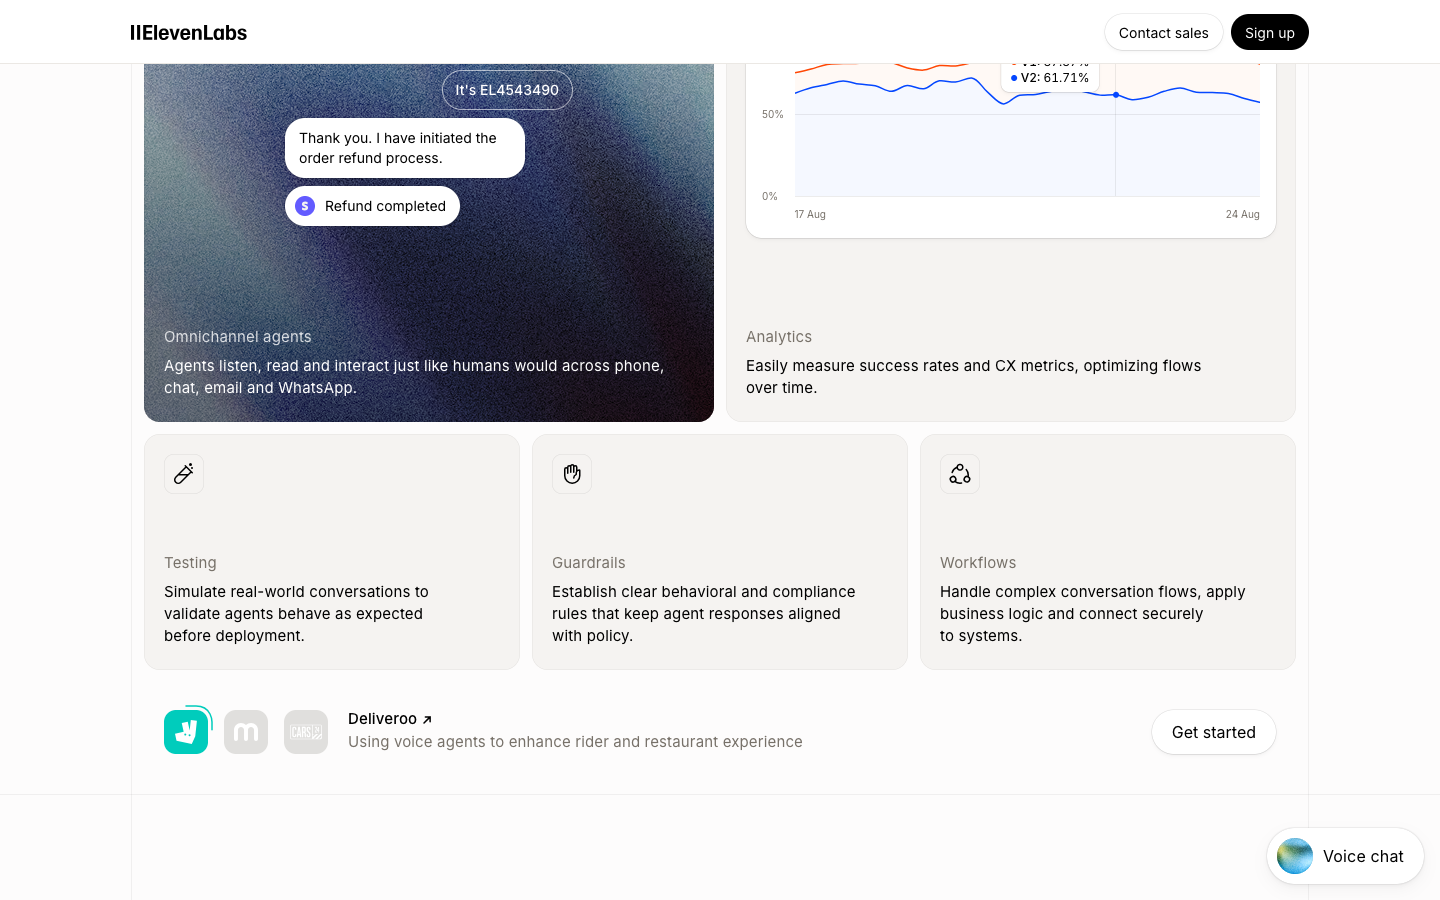 IIElevenLabs
Contact sales
Sign up
It's EL4543490
Thank you. I have initiated the
order refund process.
S
Refund completed
Omnichannel agents
Agents listen, read and interact just like humans would across phone,
chat, email and WhatsApp.
V2: 61.71%
50%
0%
17 Aug
24 Aug
Analytics
Easily measure success rates and CX metrics, optimizing flows
over time.
Testing
Simulate real-world conversations to
validate agents behave as expected
before deployment.
Guardrails
Establish clear behavioral and compliance
rules that keep agent responses aligned
with policy.
Workflows
Handle complex conversation flows, apply
business logic and connect securely
to systems.
m
CARS
Deliveroo ↗
Using voice agents to enhance rider and restaurant experience
Get started
Voice chat